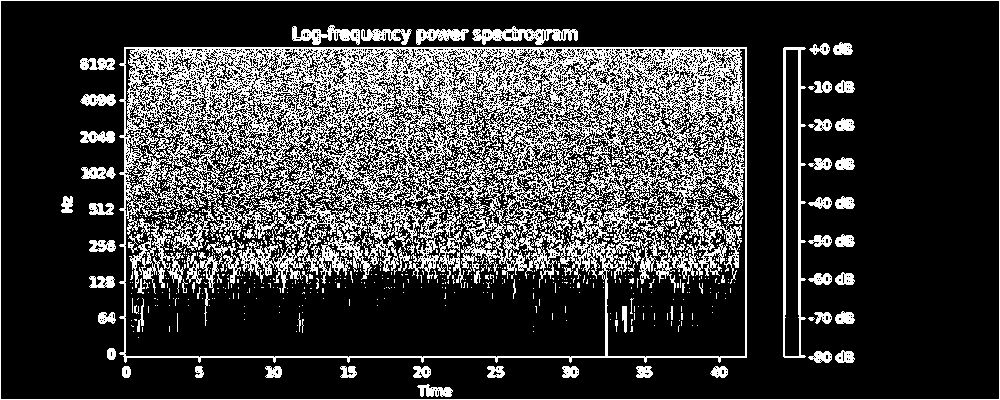 Log-frequency power spectrogram
8192
4096
2048
1024
512
256
128
64
0
Hz
0 5 10 15 20 25 30 35 40
Time
+0 dB
-10 dB
-20 dB
-30 dB
-40 dB
-50 dB
-60 dB
-70 dB
-80 dB